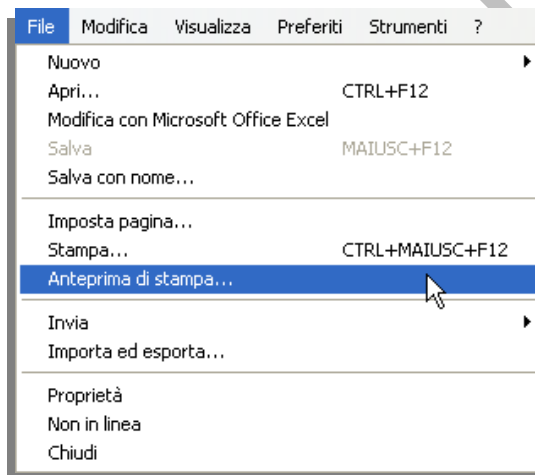 File Modifica Visualizza Preferiti Strumenti ?
Nuovo
Apri... CTRL+F12
Modifica con Microsoft Office Excel
Salva MAIUSC+F12
Salva con nome...
Imposta pagina...
Stampa... CTRL+MAIUSC+F12
Anteprima di stampa...
Invia
Importa ed esporta...
Proprietà
Non in linea
Chiudi